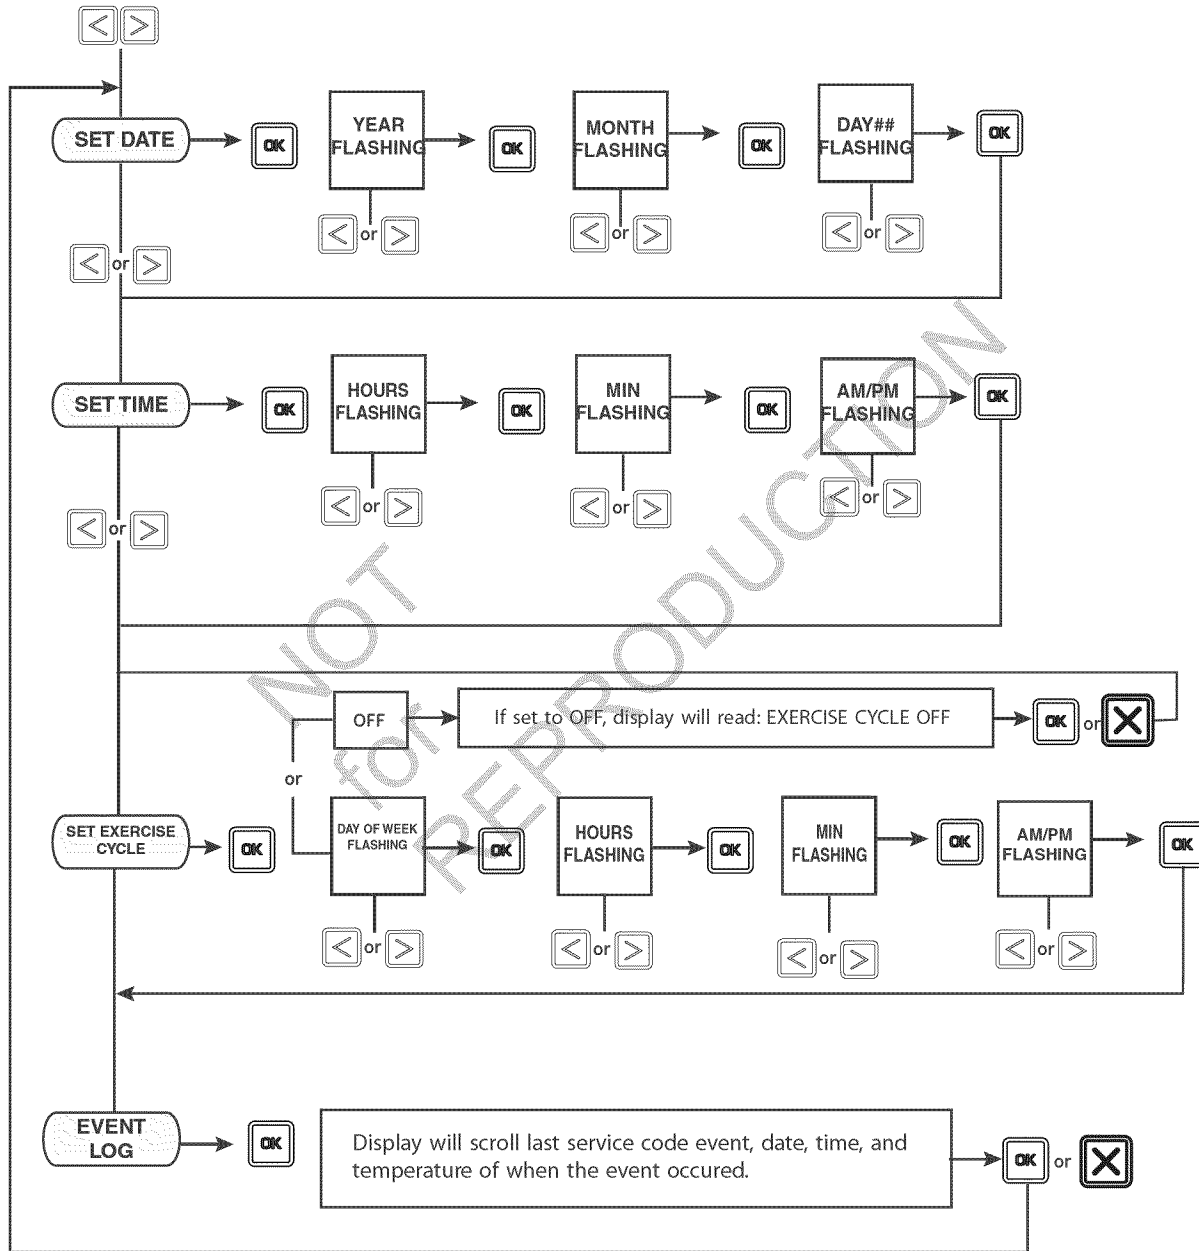 < >
SET DATE
OK
YEAR
FLASHING
OK
MONTH
FLASHING
OK
DAY##
FLASHING
OK
< or >
< or >
< or >
< or >
SET TIME
OK
HOURS
FLASHING
OK
MIN
FLASHING
OK
AM/PM
FLASHING
OK
< or >
< or >
< or >
< or >
NOT
for
REPRODUCTION
OFF
If set to OFF, display will read: EXERCISE CYCLE OFF
OK or X
or
SET EXERCISE
CYCLE
OK
DAY OF WEEK
FLASHING
OK
HOURS
FLASHING
OK
MIN
FLASHING
OK
AM/PM
FLASHING
OK
< or >
< or >
< or >
< or >
EVENT
LOG
OK
Display will scroll last service code event, date, time, and
temperature of when the event occured.
OK or X